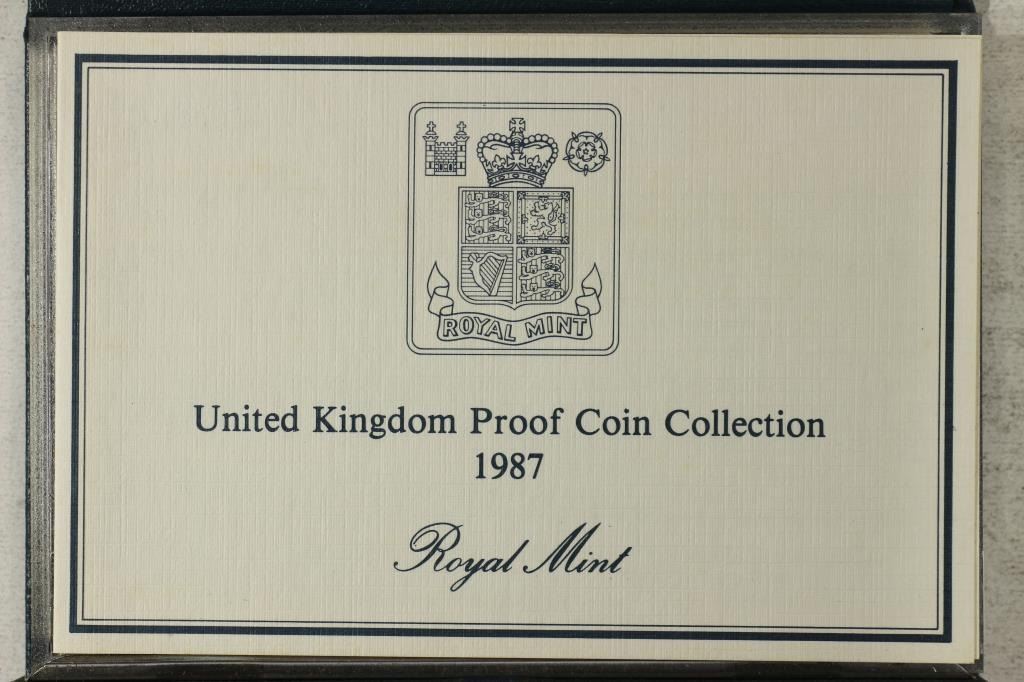 ROYAL MINT
United Kingdom Proof Coin Collection
1987
Royal Mint